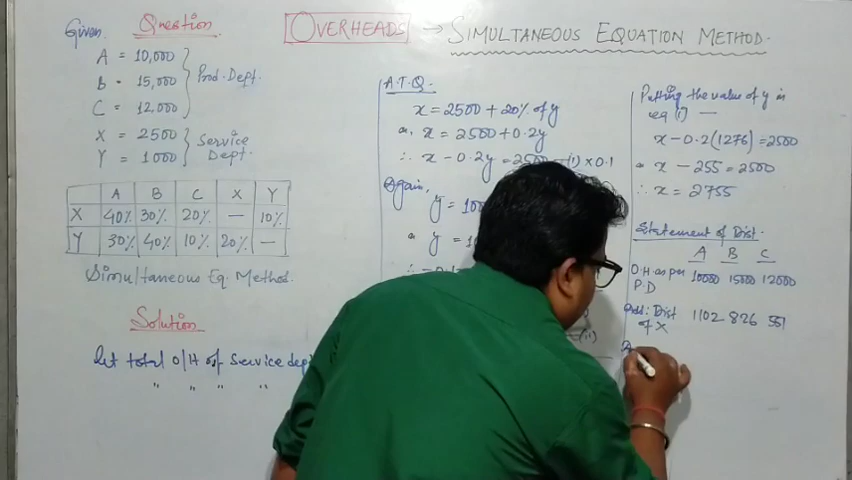 OVERHEADS → SIMULTANEOUS EQUATION METHOD.
Given Question
A = 10,000
B = 15,000 Prod. Dept.
C = 12,000
X = 2500 Service
Y = 1000 Dept.
A B C X Y
X 40% 30% 20% — 10%
Y 30% 40% 10% 20% —
Simultaneous Eq. Method.
Solution
Let total O/H of Service dep
" " " "
A.T.Q.
x = 2500 + 20% of y
or, x = 2500 + 0.2y
∴ x - 0.2y = 2500 —(i) × 0.1
Again,
y = 100
or y = 1
—(ii)
Putting the value of y in
eq (i) —
x - 0.2(1276) = 2500
or x - 255 = 2500
∴ x = 2755
Statement of Dist.
A B C
O.H. as per 10000 15000 12000
P.D
Add: Dist 1102 826 551
of X
A